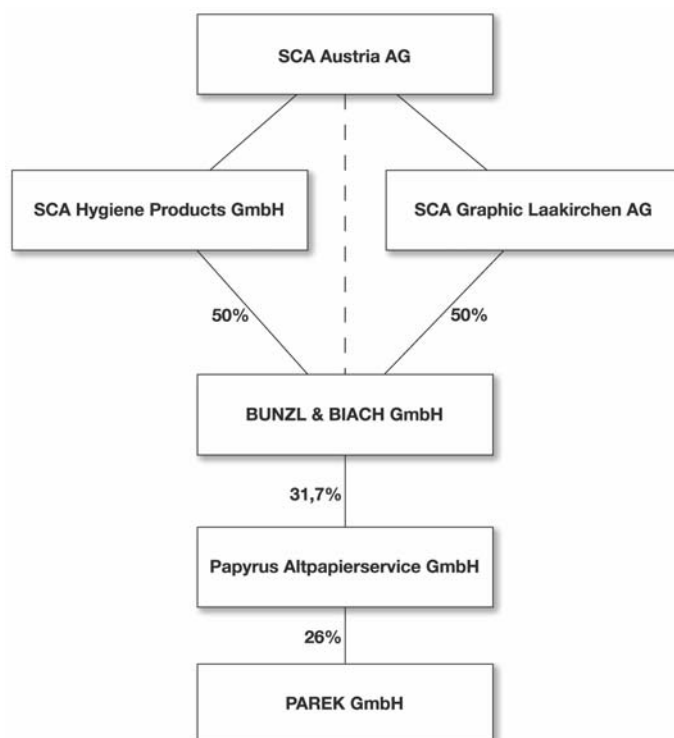 SCA Austria AG
SCA Hygiene Products GmbH
SCA Graphic Laakirchen AG
50%
50%
BUNZL & BIACH GmbH
31,7%
Papyrus Altpapierservice GmbH
26%
PAREK GmbH